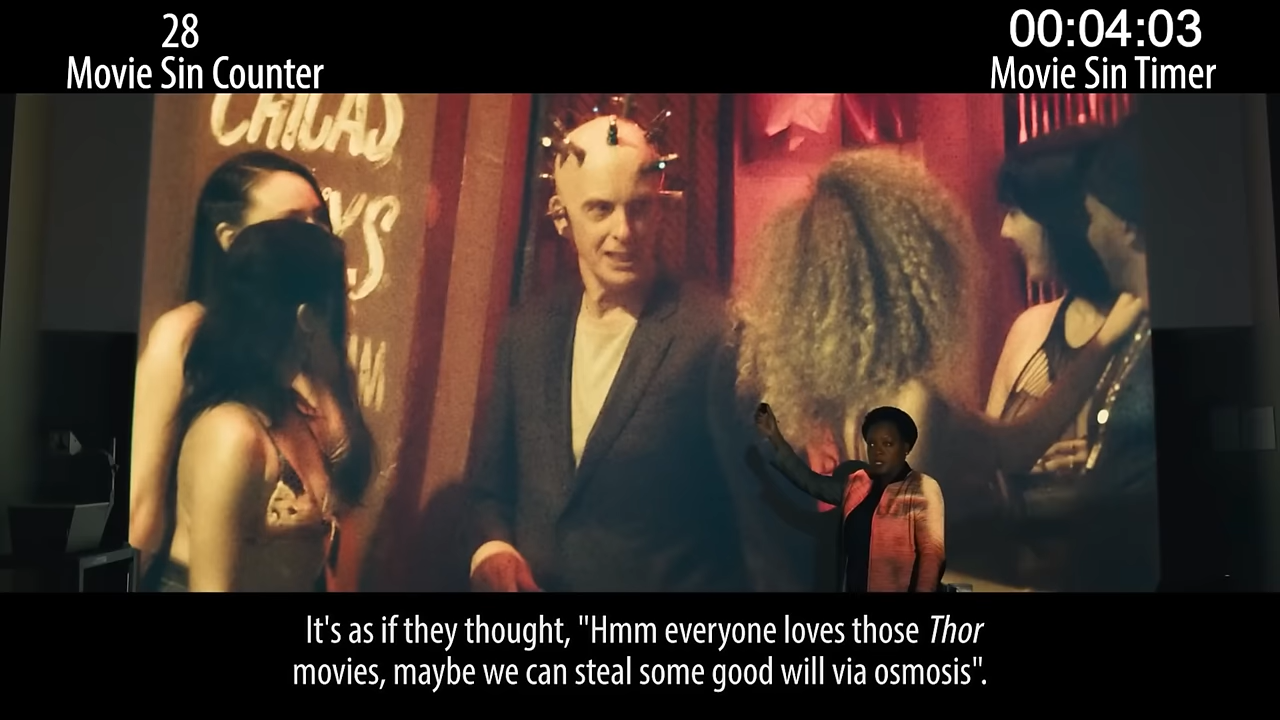 28
Movie Sin Counter
00:04:03
Movie Sin Timer
CHICAS
It's as if they thought, "Hmm everyone loves those Thor
movies, maybe we can steal some good will via osmosis".